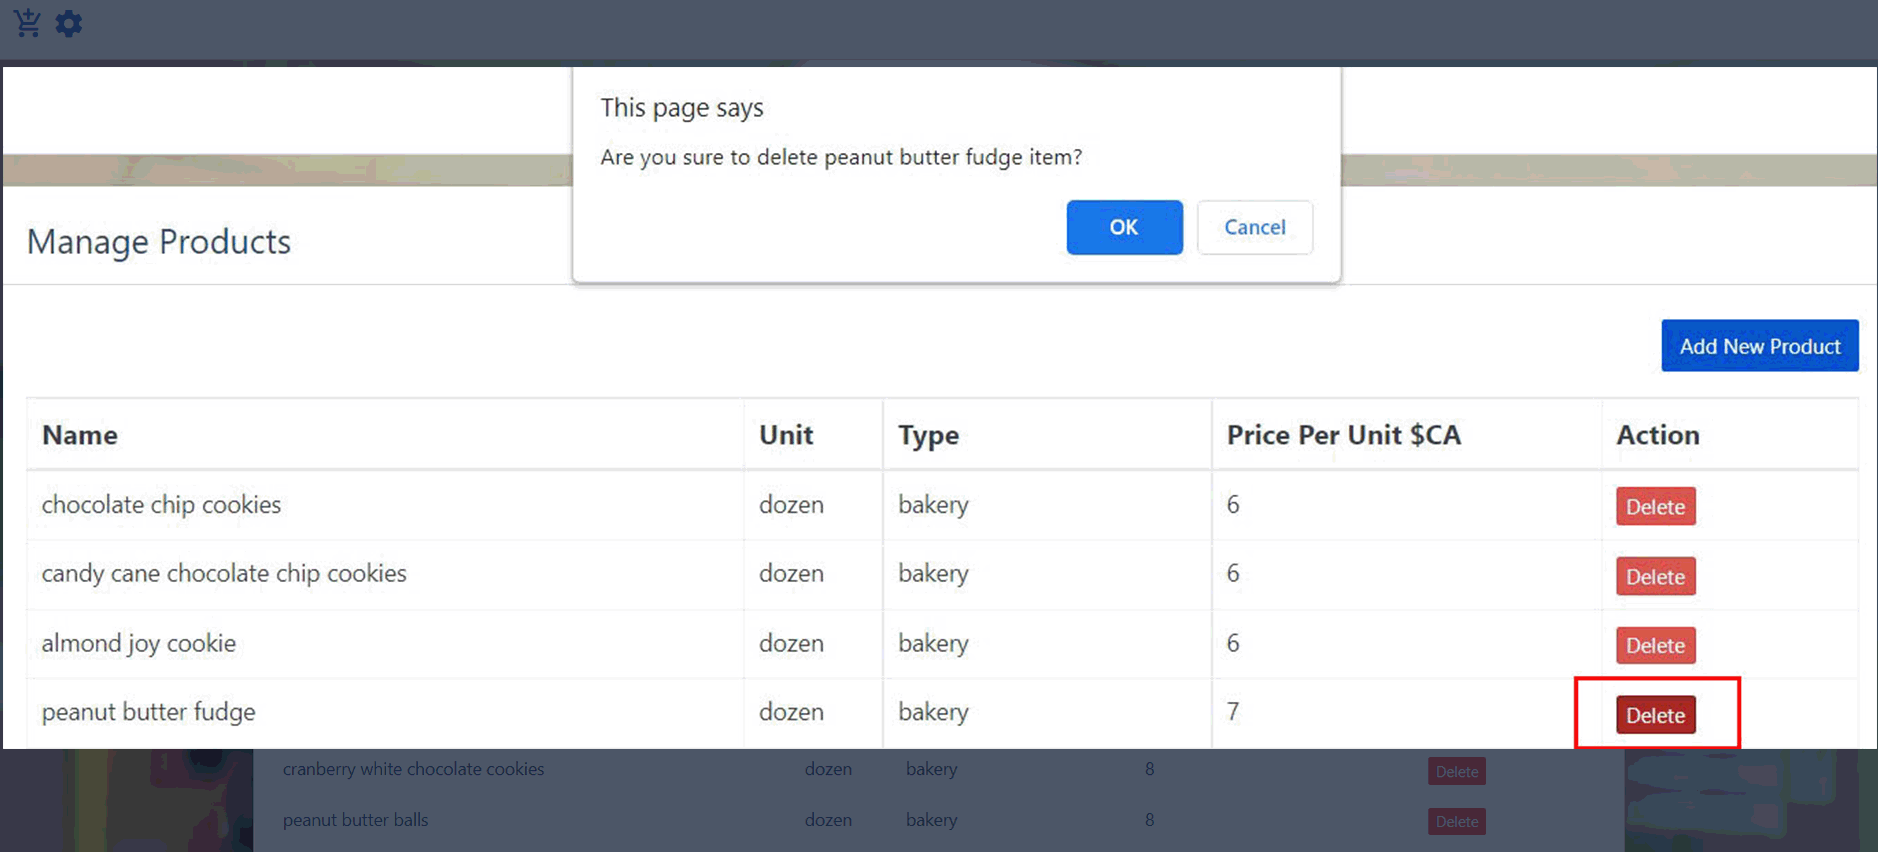 This page says
Are you sure to delete peanut butter fudge item?
OK Cancel
Manage Products
Add New Product
Name Unit Type Price Per Unit $CA Action
chocolate chip cookies dozen bakery 6 Delete
candy cane chocolate chip cookies dozen bakery 6 Delete
almond joy cookie dozen bakery 6 Delete
peanut butter fudge dozen bakery 7 Delete
cranberry white chocolate cookies dozen bakery 8 Delete
peanut butter balls dozen bakery 8 Delete